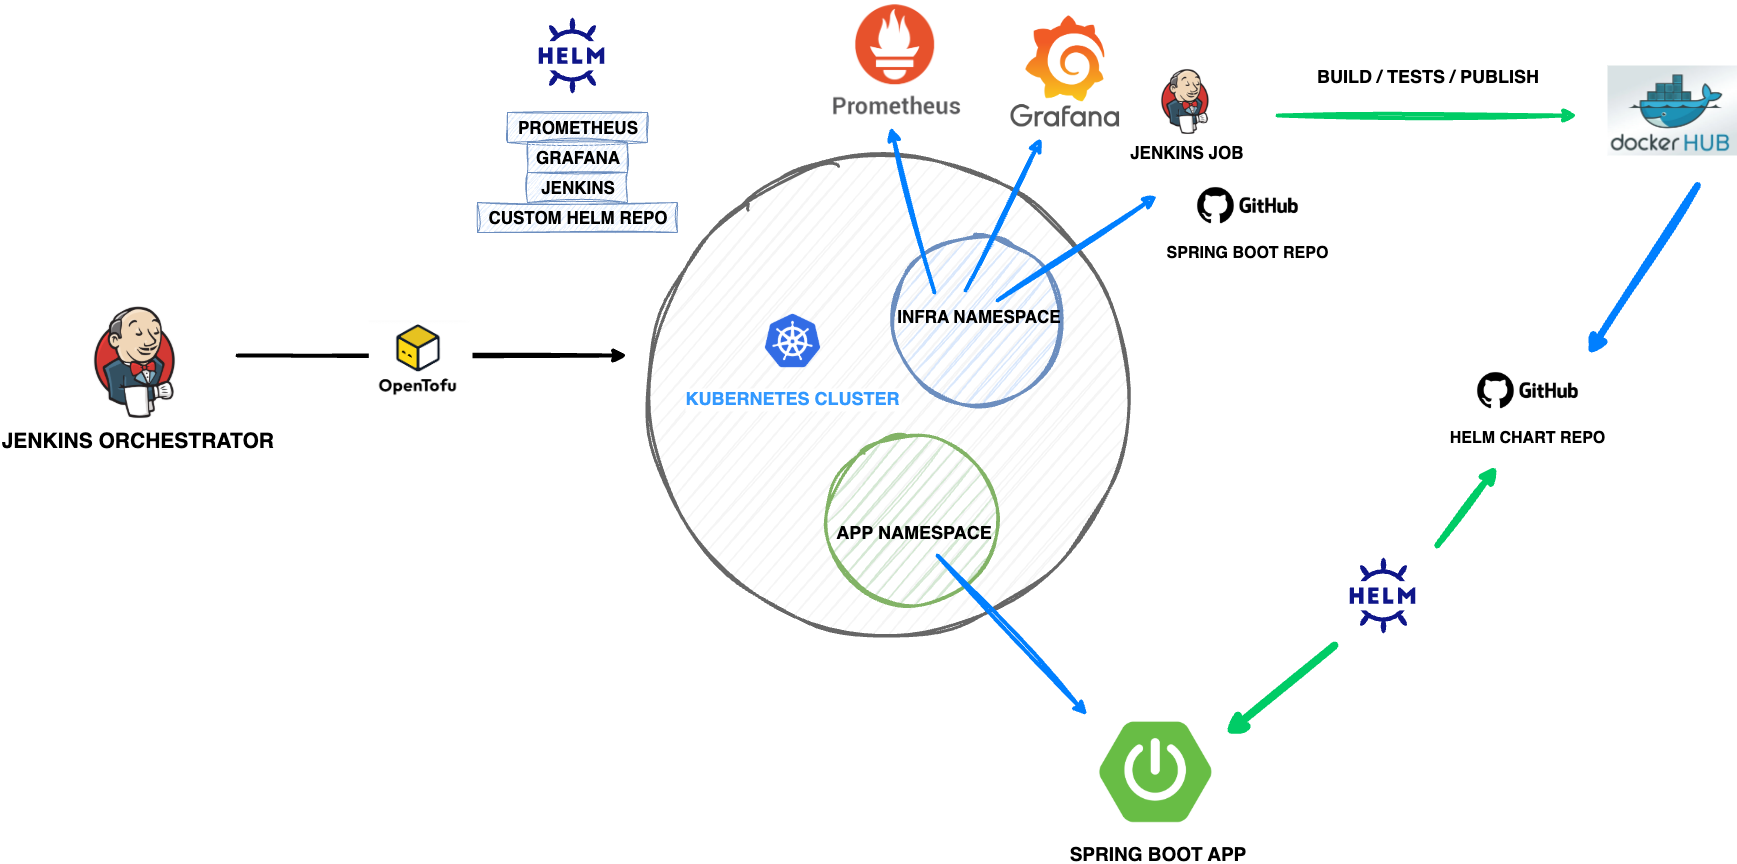 HELM
PROMETHEUS
GRAFANA
JENKINS
CUSTOM HELM REPO
Prometheus
Grafana
JENKINS JOB
BUILD / TESTS / PUBLISH
docker HUB
GitHub
SPRING BOOT REPO
INFRA NAMESPACE
KUBERNETES CLUSTER
OpenTofu
JENKINS ORCHESTRATOR
GitHub
HELM CHART REPO
APP NAMESPACE
HELM
SPRING BOOT APP